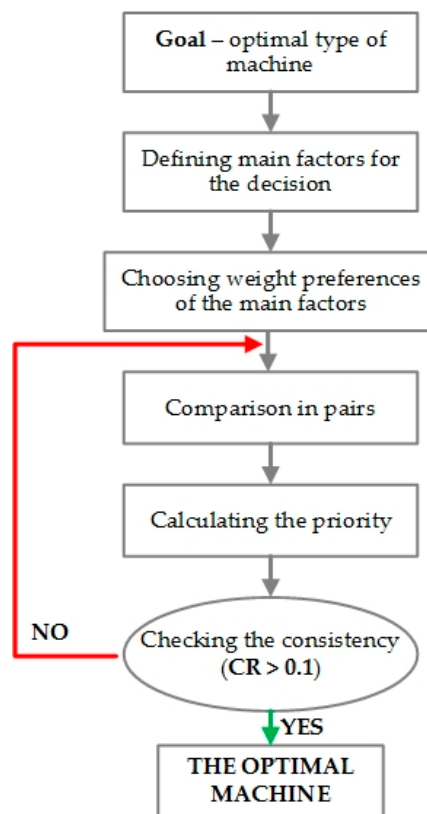 Goal – optimal type of
machine
Defining main factors for
the decision
Choosing weight preferences
of the main factors
Comparison in pairs
Calculating the priority
NO
Checking the consistency
(CR > 0.1)
YES
THE OPTIMAL
MACHINE